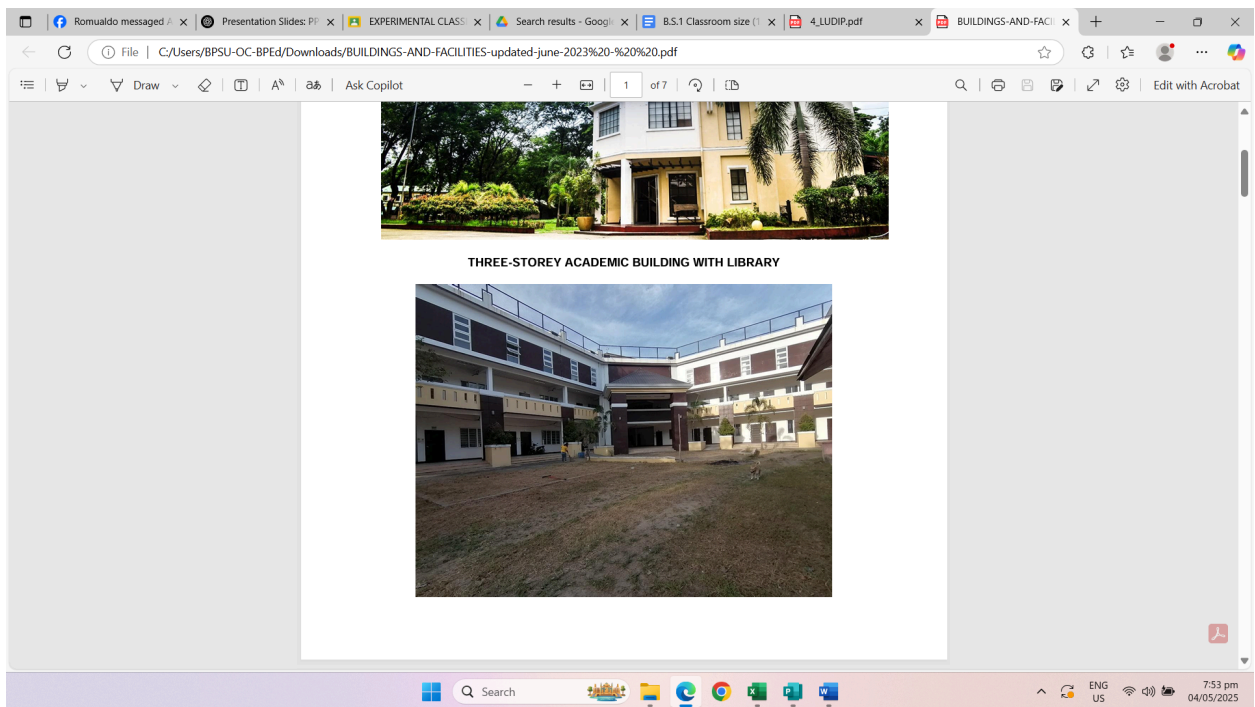 Romualdo messaged
Presentation Slides: PP
EXPERIMENTAL CLASS
Search results - Google
B.S.1 Classroom size (1
4_LUDIP.pdf
BUILDINGS-AND-FACI
File
C:/Users/BPSU-OC-BPEd/Downloads/BUILDINGS-AND-FACILITIES-updated-june-2023%20-%20%20.pdf
Draw
Ask Copilot
1 of 7
Edit with Acrobat
THREE-STOREY ACADEMIC BUILDING WITH LIBRARY
Search
ENG
US
7:53 pm
04/05/2025